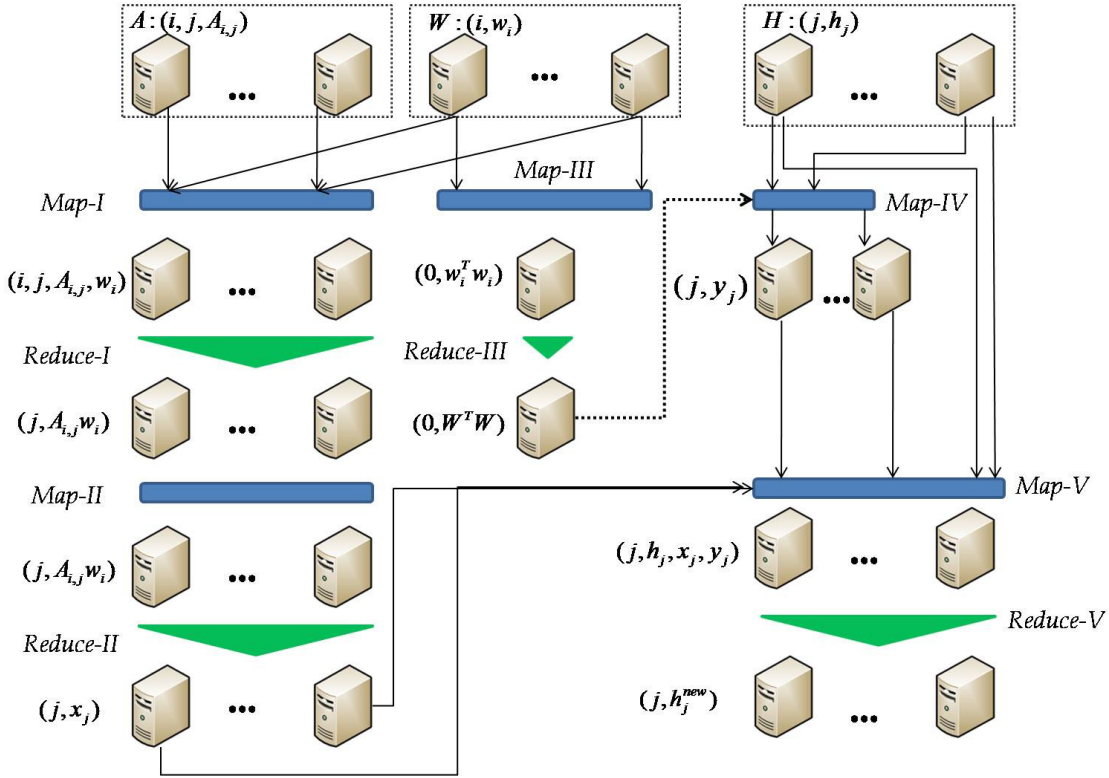 A : (i, j, A_{i,j})
W : (i, w_i)
H : (j, h_j)
...
...
...
Map-I
Map-III
Map-IV
(i, j, A_{i,j}, w_i)
...
(0, w_i^T w_i)
(j, y_j)
...
Reduce-I
Reduce-III
(j, A_{i,j} w_i)
...
(0, W^T W)
Map-II
Map-V
(j, A_{i,j} w_i)
...
(j, h_j, x_j, y_j)
...
Reduce-II
Reduce-V
(j, x_j)
...
(j, h_j^{new})
...